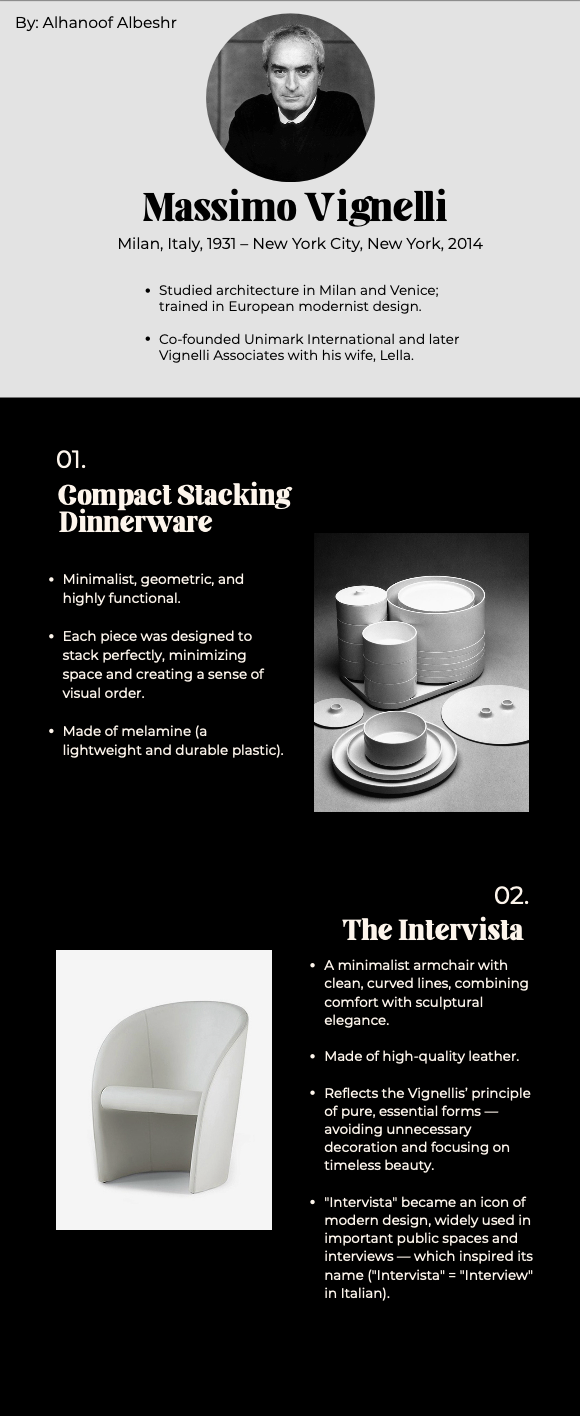 By: Alhanoof Albeshr
Massimo Vignelli
Milan, Italy, 1931 – New York City, New York, 2014
• Studied architecture in Milan and Venice;
trained in European modernist design.
• Co-founded Unimark International and later
Vignelli Associates with his wife, Lella.
01.
Compact Stacking
Dinnerware
• Minimalist, geometric, and
highly functional.
• Each piece was designed to
stack perfectly, minimizing
space and creating a sense of
visual order.
• Made of melamine (a
lightweight and durable plastic).
02.
The Intervista
• A minimalist armchair with
clean, curved lines, combining
comfort with sculptural
elegance.
• Made of high-quality leather.
• Reflects the Vignellis’ principle
of pure, essential forms —
avoiding unnecessary
decoration and focusing on
timeless beauty.
• "Intervista" became an icon of
modern design, widely used in
important public spaces and
interviews — which inspired its
name ("Intervista" = "Interview"
in Italian).